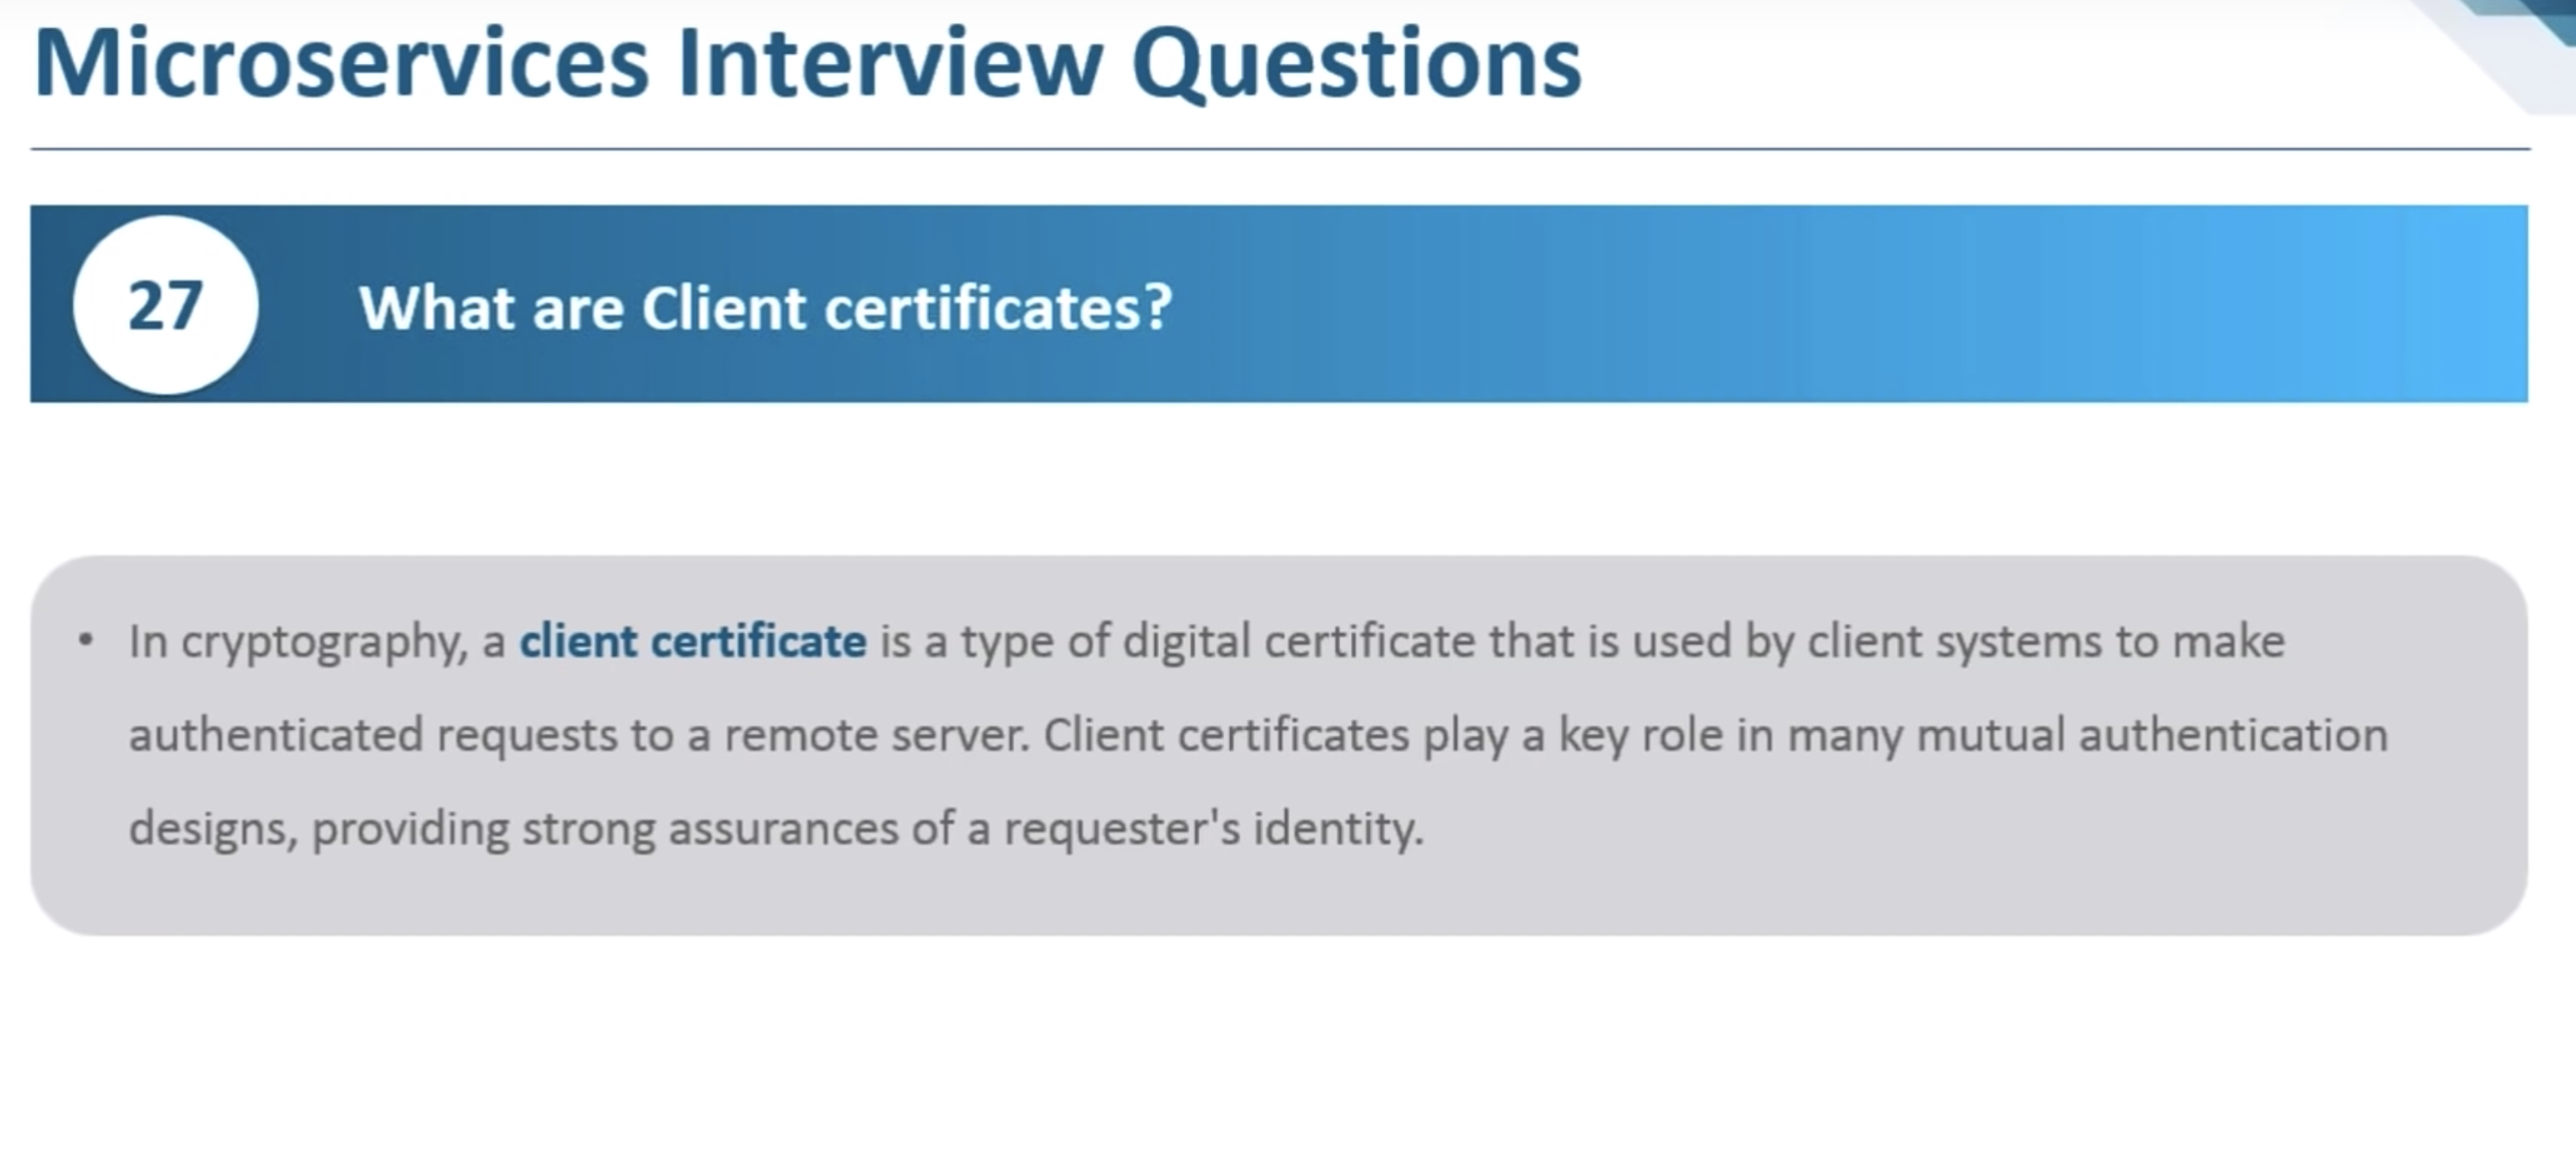 Microservices Interview Questions
27
What are Client certificates?
• In cryptography, a client certificate is a type of digital certificate that is used by client systems to make
authenticated requests to a remote server. Client certificates play a key role in many mutual authentication
designs, providing strong assurances of a requester's identity.